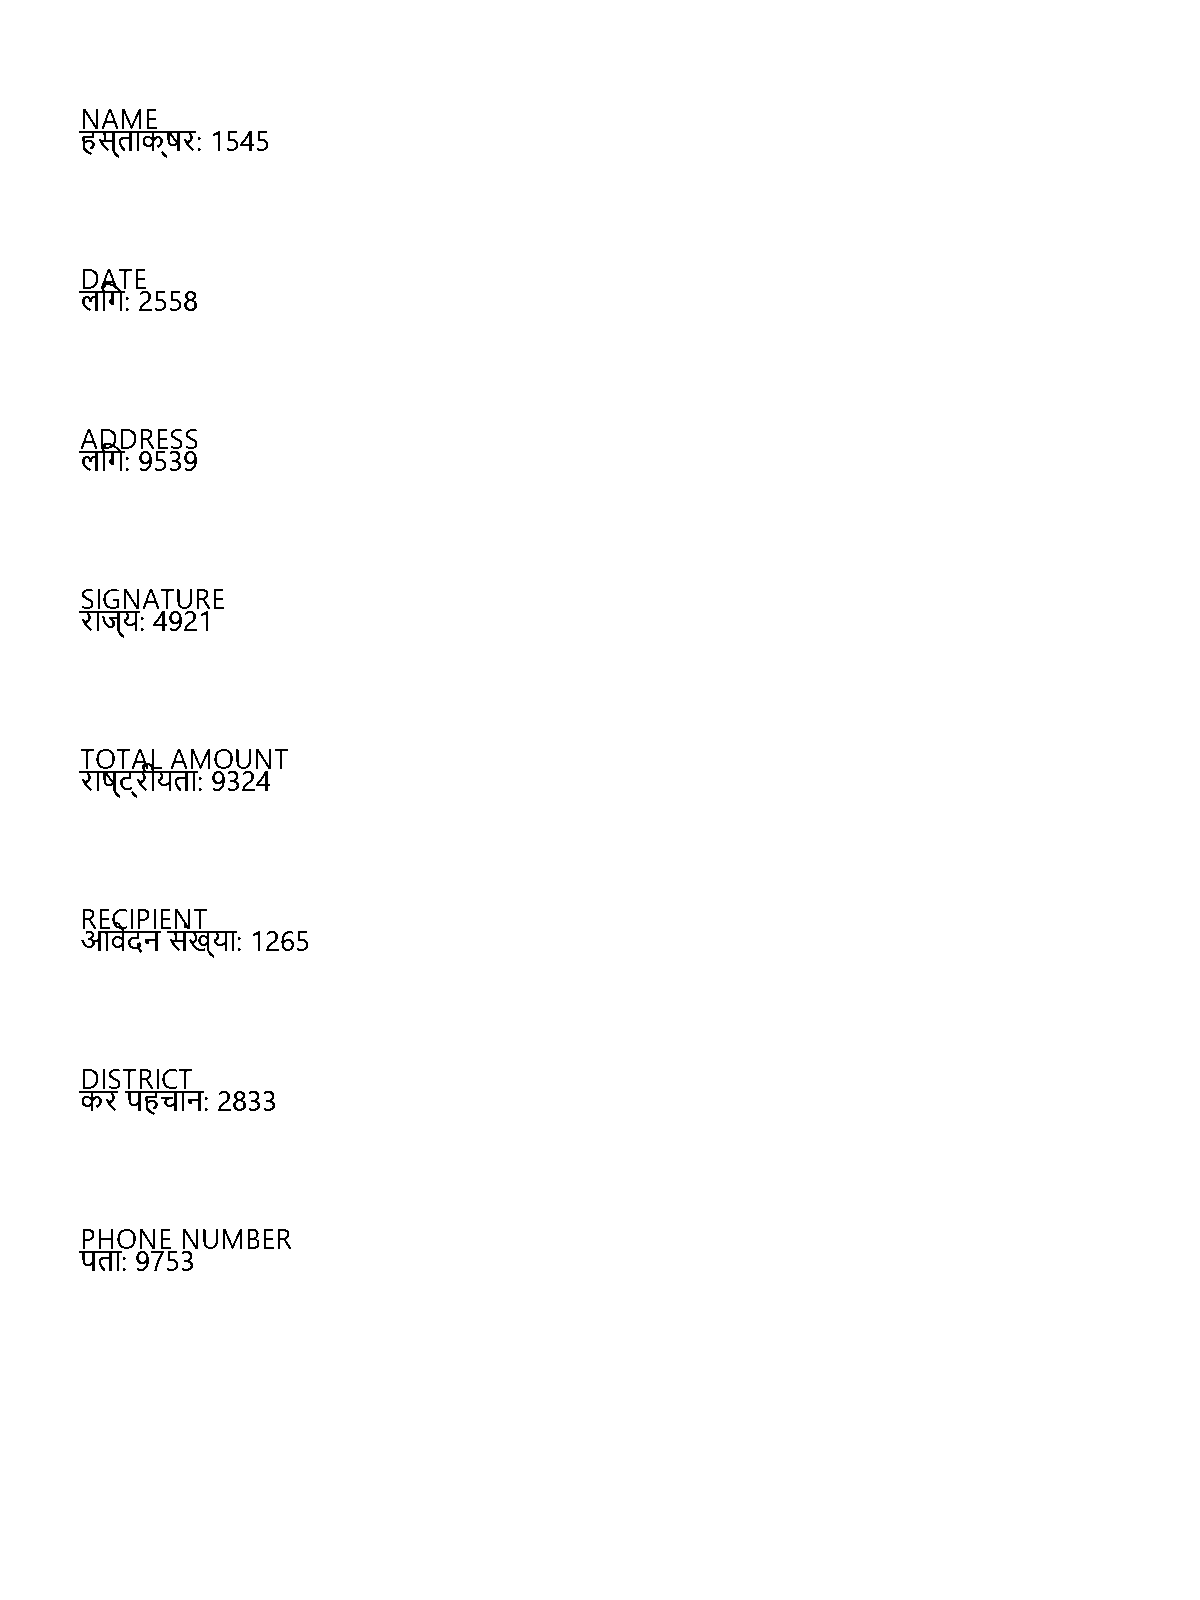 NAME
हस्ताक्षर: 1545
DATE
लिंग: 2558
ADDRESS
लिंग: 9539
SIGNATURE
राज्य: 4921
TOTAL AMOUNT
राष्ट्रीयता: 9324
RECIPIENT
आवेदन संख्या: 1265
DISTRICT
कर पहचान: 2833
PHONE NUMBER
पता: 9753